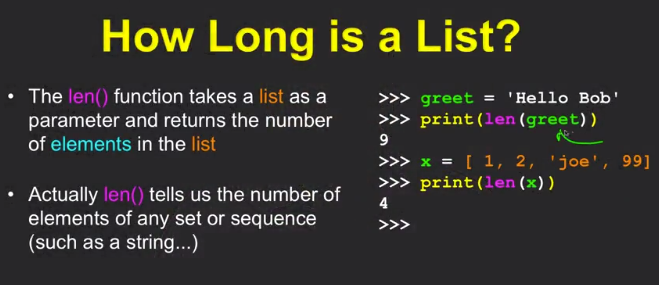 How Long is a List?
• The len() function takes a list as a
parameter and returns the number
of elements in the list
• Actually len() tells us the number of
elements of any set or sequence
(such as a string...)
>>> greet = 'Hello Bob'
>>> print(len(greet))
9
>>> x = [ 1, 2, 'joe', 99]
>>> print(len(x))
4
>>>